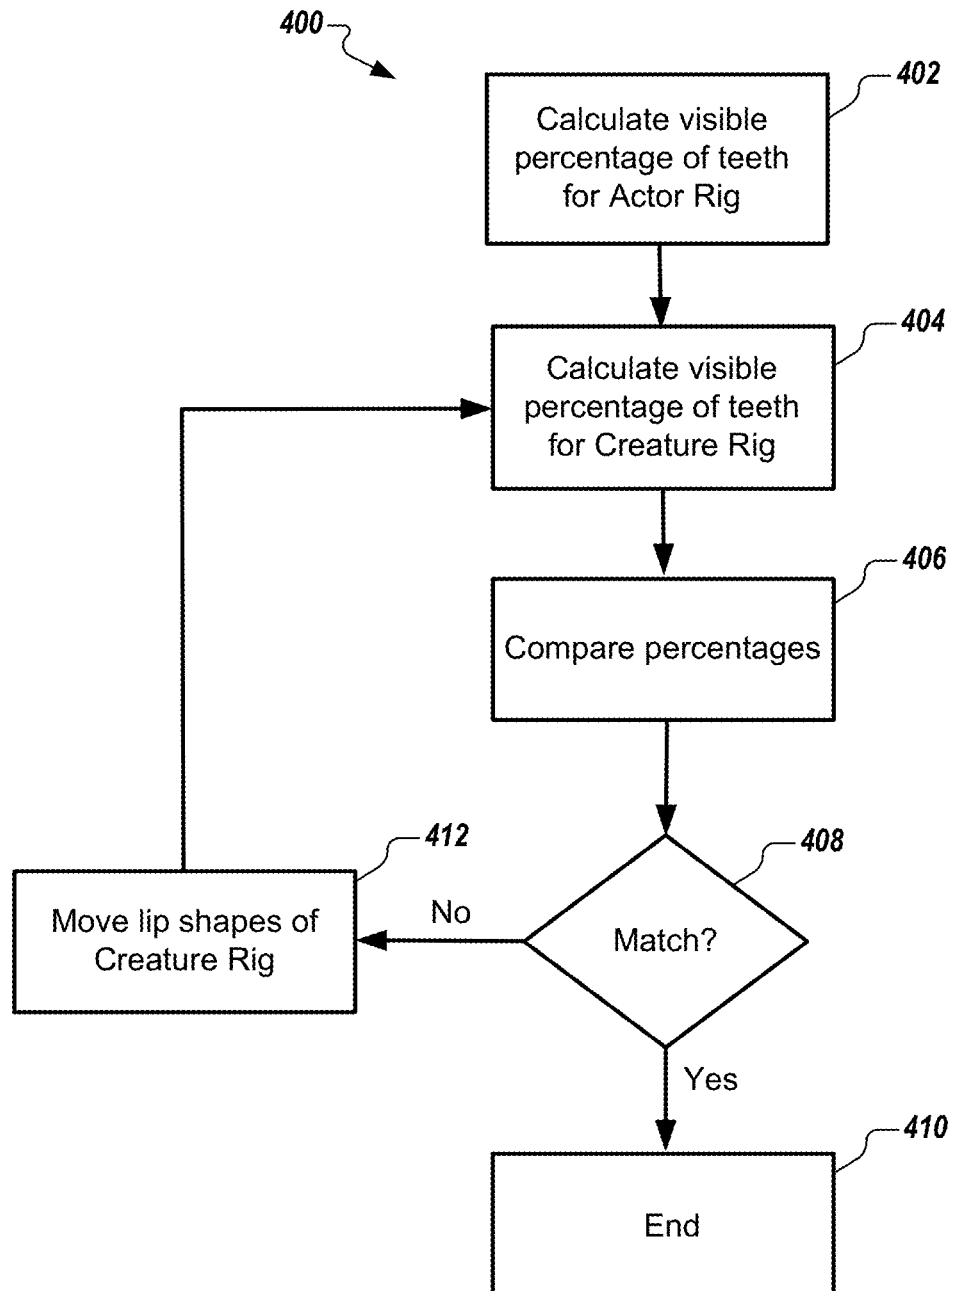 400
402
Calculate visible
percentage of teeth
for Actor Rig
404
Calculate visible
percentage of teeth
for Creature Rig
406
Compare percentages
408
Match?
No
412
Move lip shapes of
Creature Rig
Yes
410
End